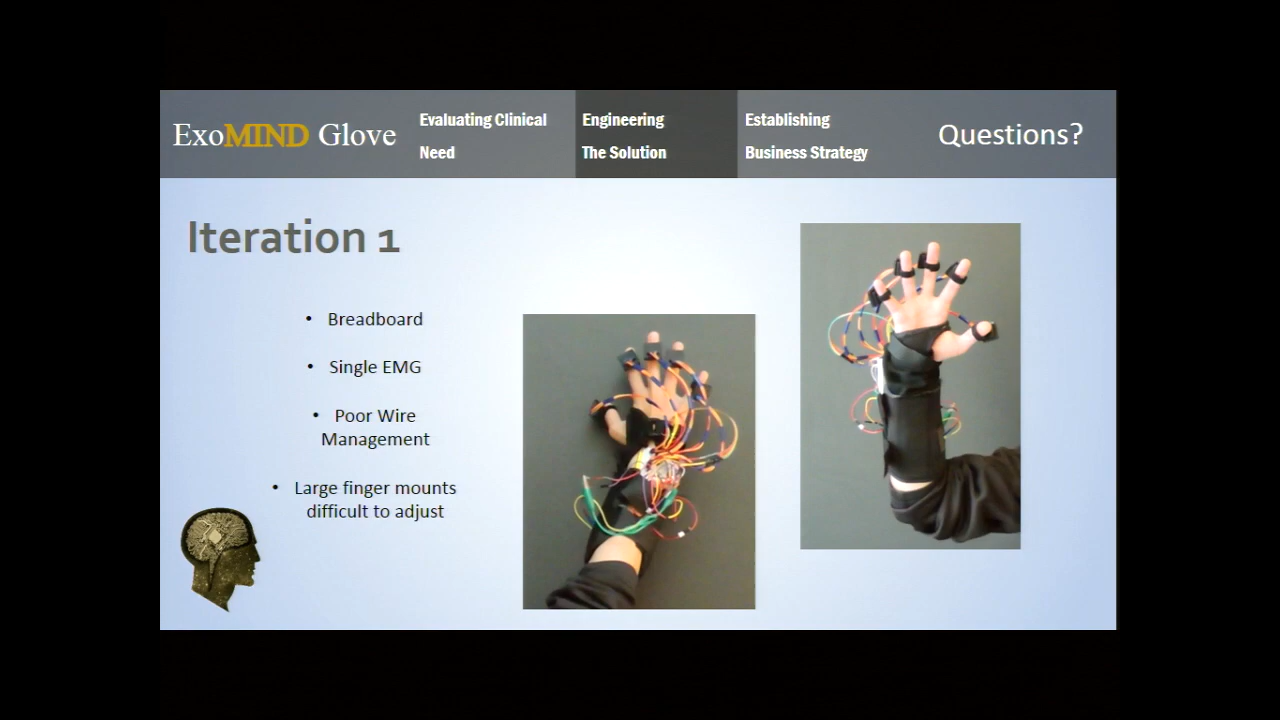 ExoMIND Glove
Evaluating Clinical
Need
Engineering
The Solution
Establishing
Business Strategy
Questions?
Iteration 1
• Breadboard
• Single EMG
• Poor Wire
Management
• Large finger mounts
difficult to adjust